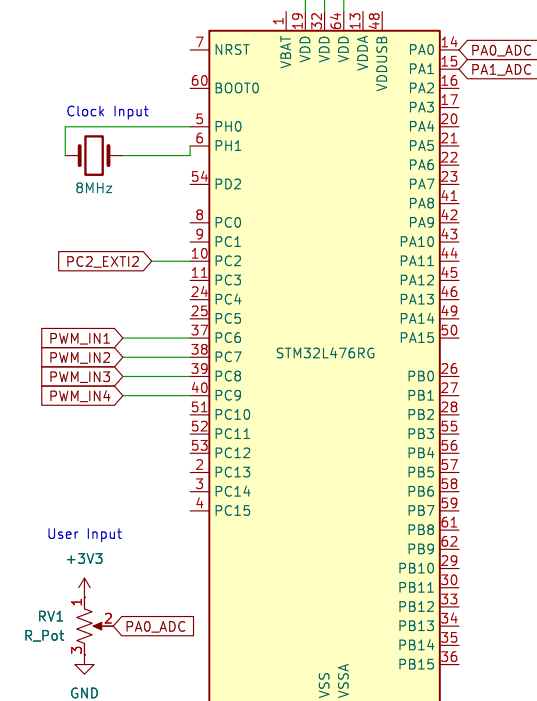 1 19 32 64 13 48
VBAT VDD VDD VDD VDDA VDDUSB
7 NRST
60 BOOT0
Clock Input
5 PH0
6 PH1
8MHz
54 PD2
8 PC0
9 PC1
PC2_EXTI2 10 PC2
11 PC3
24 PC4
25 PC5
PWM_IN1 37 PC6
PWM_IN2 38 PC7
PWM_IN3 39 PC8
PWM_IN4 40 PC9
51 PC10
52 PC11
53 PC12
2 PC13
3 PC14
4 PC15
STM32L476RG
PA0 14 PA0_ADC
PA1 15 PA1_ADC
PA2 16
PA3 17
PA4 20
PA5 21
PA6 22
PA7 23
PA8 41
PA9 42
PA10 43
PA11 44
PA12 45
PA13 46
PA14 49
PA15 50
PB0 26
PB1 27
PB2 28
PB3 55
PB4 56
PB5 57
PB6 58
PB7 59
PB8 61
PB9 62
PB10 29
PB11 30
PB12 33
PB13 34
PB14 35
PB15 36
VSS VSSA
User Input
+3V3
1
RV1
R_Pot
2 PA0_ADC
3
GND